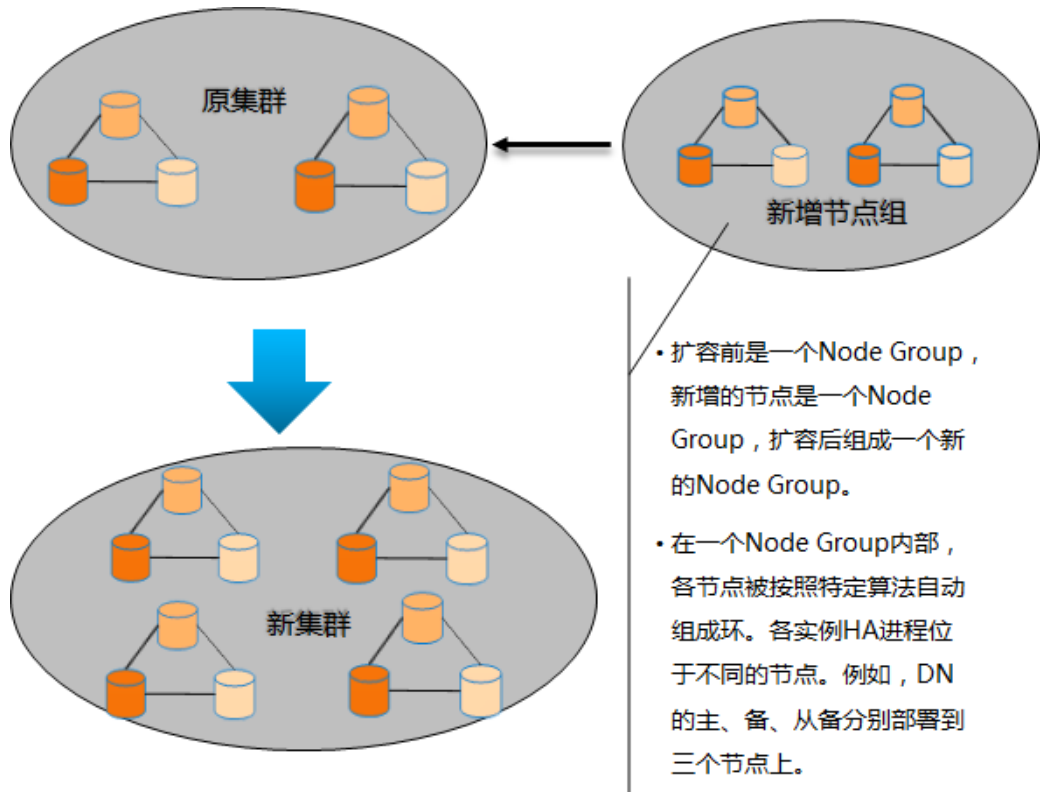 原集群
新增节点组
• 扩容前是一个Node Group，
新增的节点是一个Node
Group，扩容后组成一个新
的Node Group。
• 在一个Node Group内部，
各节点被按照特定算法自动
组成环。各实例HA进程位
于不同的节点。例如，DN
的主、备、从备分别部署到
三个节点上。
新集群